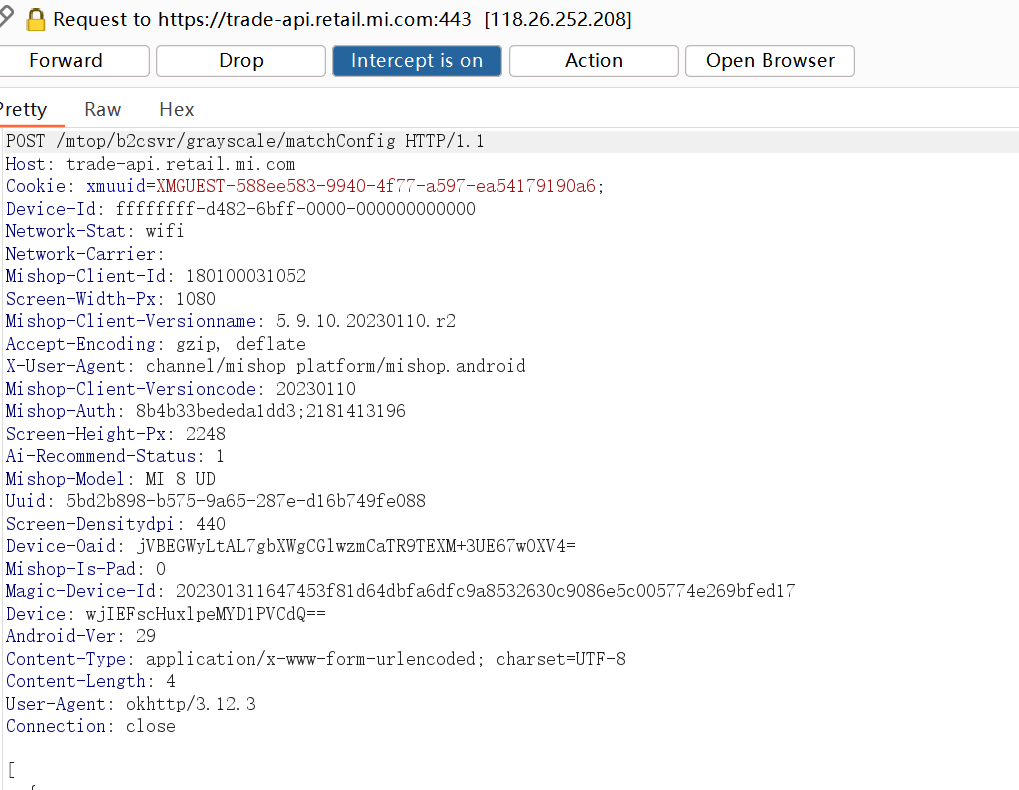 Request to https://trade-api.retail.mi.com:443 [118.26.252.208]
Forward Drop Intercept is on Action Open Browser
Pretty Raw Hex
POST /mtop/b2csvr/grayscale/matchConfig HTTP/1.1
Host: trade-api.retail.mi.com
Cookie: xmuuid=XMGUEST-588ee583-9940-4f77-a597-ea54179190a6;
Device-Id: ffffffff-d482-6bff-0000-000000000000
Network-Stat: wifi
Network-Carrier:
Mishop-Client-Id: 180100031052
Screen-Width-Px: 1080
Mishop-Client-Versionname: 5.9.10.20230110.r2
Accept-Encoding: gzip, deflate
X-User-Agent: channel/mishop platform/mishop.android
Mishop-Client-Versioncode: 20230110
Mishop-Auth: 8b4b33bededa1dd3;2181413196
Screen-Height-Px: 2248
Ai-Recommend-Status: 1
Mishop-Model: MI 8 UD
Uuid: 5bd2b898-b575-9a65-287e-d16b749fe088
Screen-Densitydpi: 440
Device-Oaid: jVBEGWyLtAL7gbXWgCGlwzmCaTR9TEXM+3UE67wOXV4=
Mishop-Is-Pad: 0
Magic-Device-Id: 202301311647453f81d64dbfa6dfc9a8532630c9086e5c005774e269bfed17
Device: wjIEFscHuxlpeMYD1PVCdQ==
Android-Ver: 29
Content-Type: application/x-www-form-urlencoded; charset=UTF-8
Content-Length: 4
User-Agent: okhttp/3.12.3
Connection: close
[